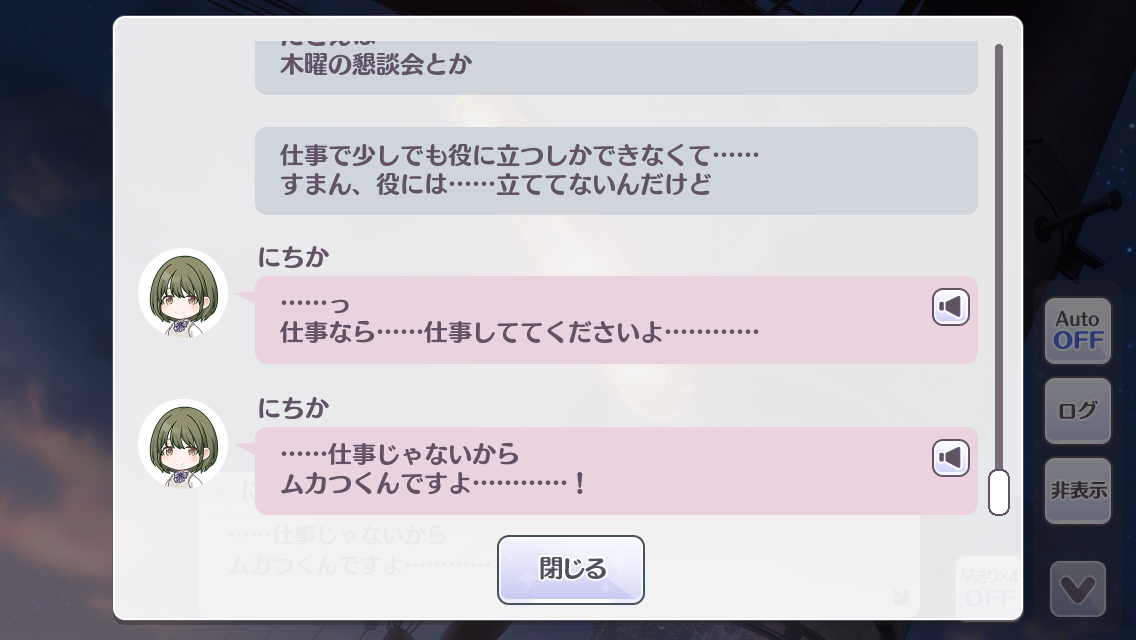 木曜の懇談会とか
仕事で少しでも役に立つしかできなくて……
すまん、役には……立ててないんだけど
にちか
……っ
仕事なら……仕事しててくださいよ…………
にちか
……仕事じゃないから
ムカつくんですよ…………！
……仕事じゃないから
ムカつくんですよ…………
閉じる
Auto
OFF
ログ
非表示
早送り×4
OFF